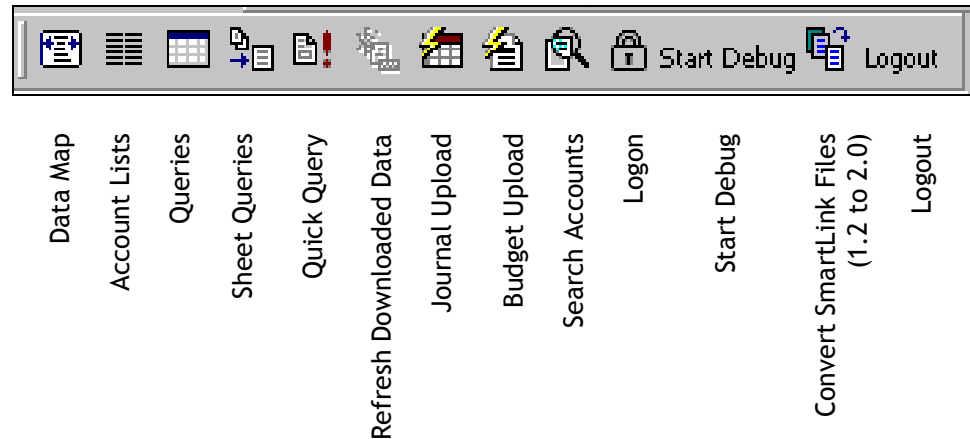 Start Debug
Logout
Data Map
Account Lists
Queries
Sheet Queries
Quick Query
Refresh Downloaded Data
Journal Upload
Budget Upload
Search Accounts
Logon
Start Debug
Convert SmartLink Files
(1.2 to 2.0)
Logout